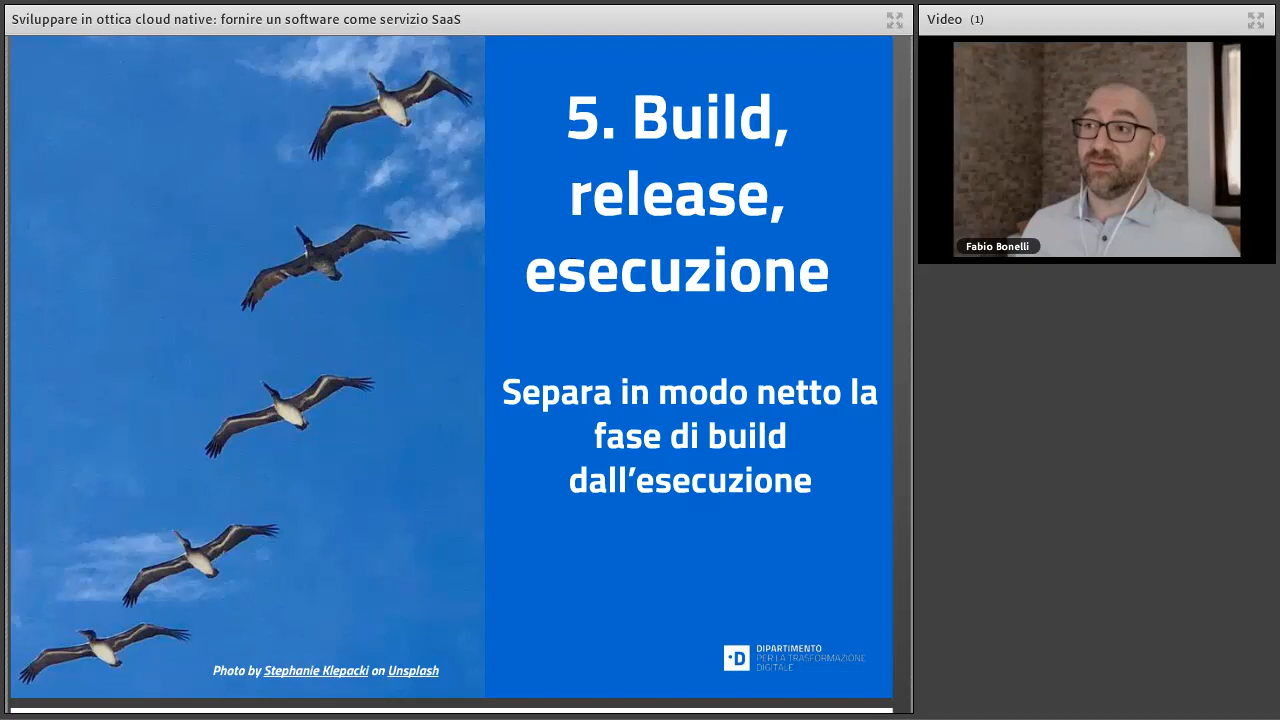 Sviluppare in ottica cloud native: fornire un software come servizio SaaS
Video (1)
5. Build,
release,
esecuzione
Separa in modo netto la
fase di build
dall’esecuzione
Photo by Stephanie Klepacki on Unsplash
DIPARTIMENTO
PER LA TRASFORMAZIONE
DIGITALE
Fabio Bonelli